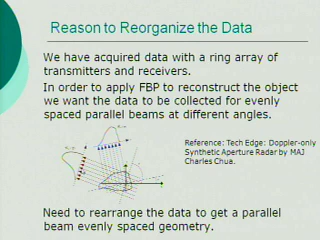 Reason to Reorganize the Data
We have acquired data with a ring array of
transmitters and receivers.
In order to apply FBP to reconstruct the object
we want the data to be collected for evenly
spaced parallel beams at different angles.
Reference: Tech Edge: Doppler-only
Synthetic Aperture Radar by MAJ
Charles Chua.
Need to rearrange the data to get a parallel
beam evenly spaced geometry.